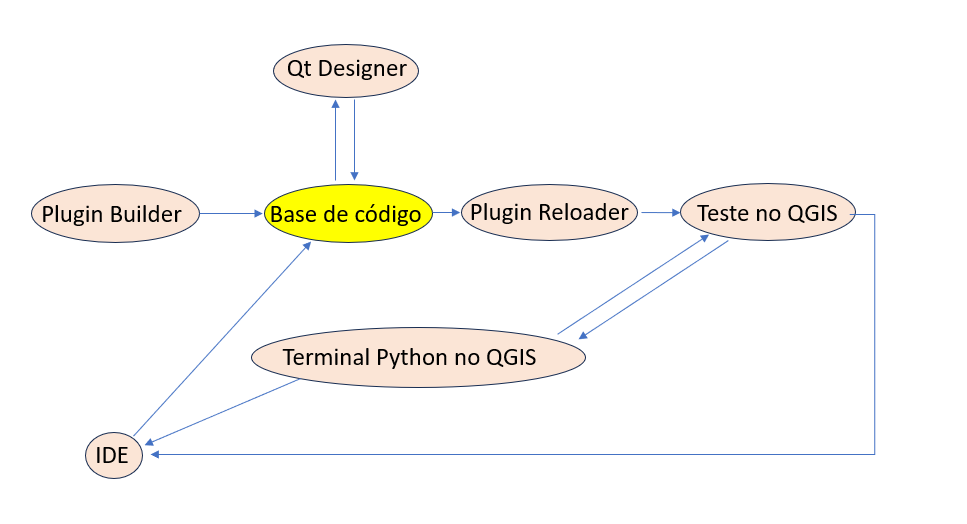 Qt Designer
Plugin Builder
Base de código
Plugin Reloader
Teste no QGIS
Terminal Python no QGIS
IDE